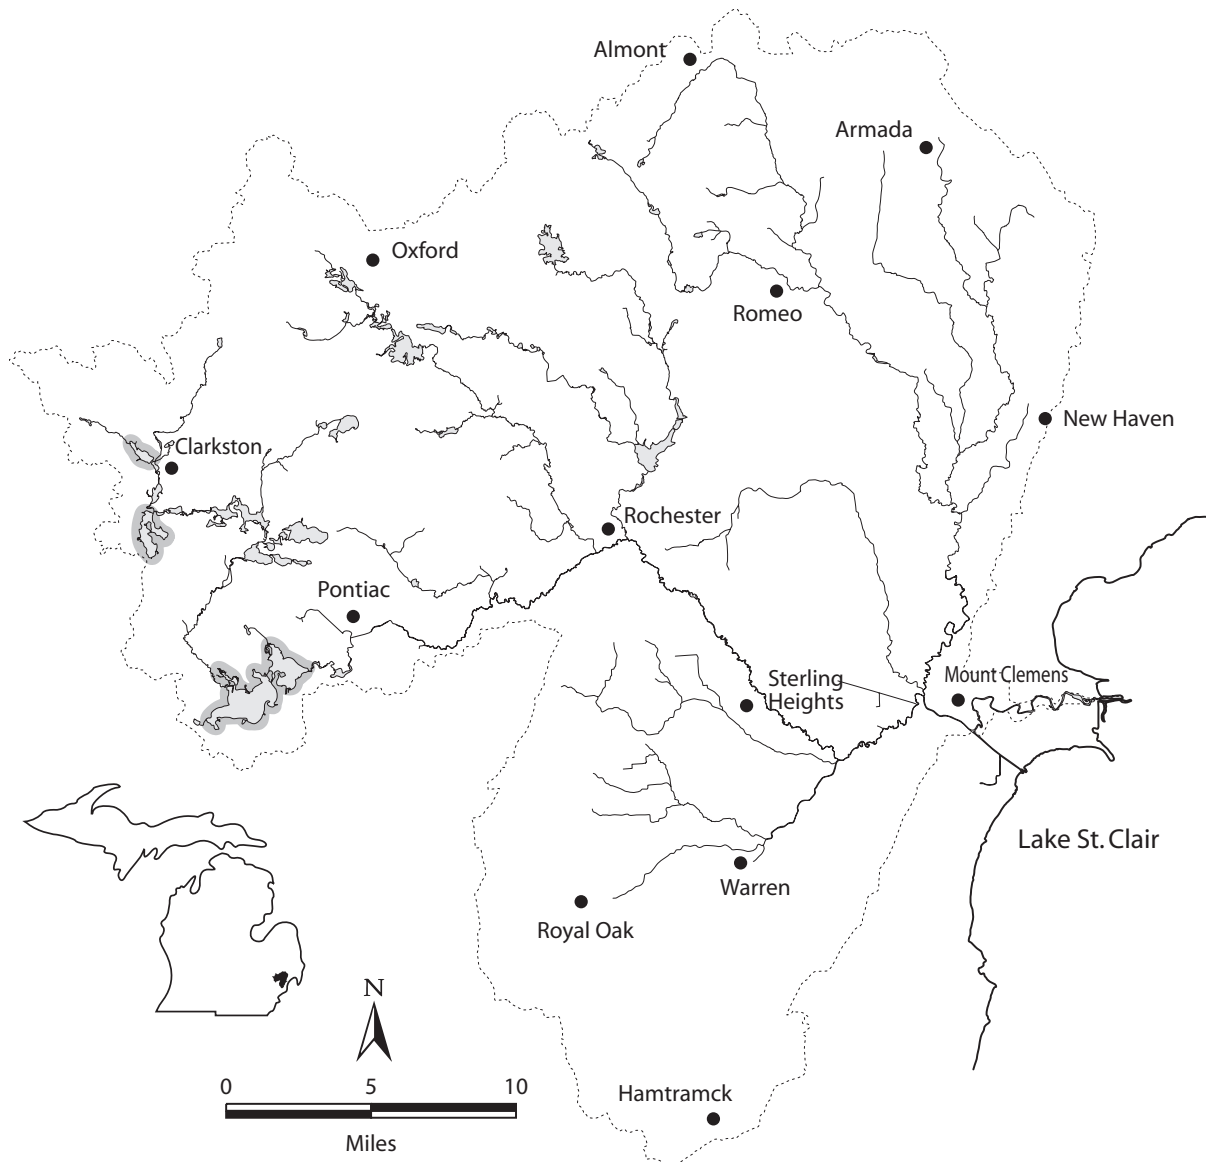 Almont
Armada
Oxford
Romeo
New Haven
Clarkston
Rochester
Pontiac
Mount Clemens
Sterling
Heights
Lake St. Clair
Warren
Royal Oak
N
0 5 10
Miles
Hamtramck